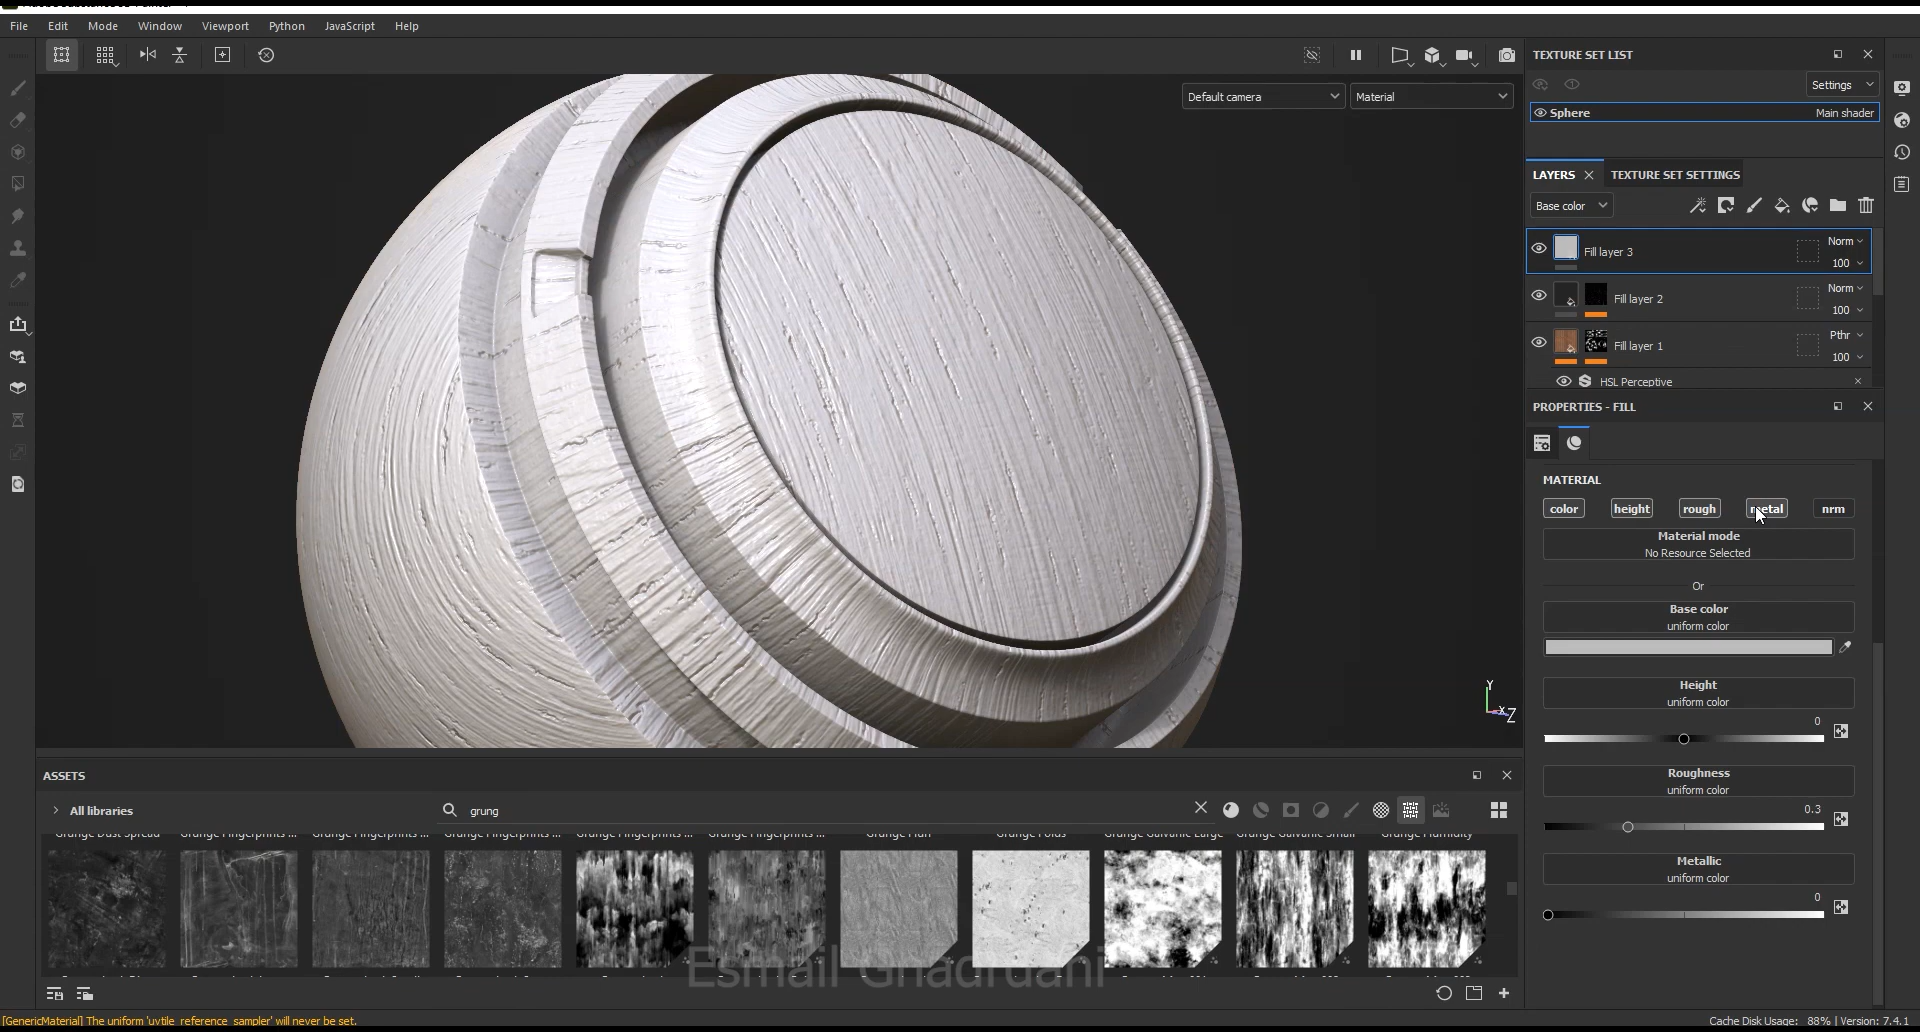 File Edit Mode Window Viewport Python JavaScript Help
Default camera
Material
TEXTURE SET LIST
Settings
Sphere Main shader
LAYERS TEXTURE SET SETTINGS
Base color
Fill layer 3 Norm 100
Fill layer 2 Norm 100
Fill layer 1 Pthr 100
HSL Perceptive
PROPERTIES - FILL
MATERIAL
color height rough metal nrm
Material mode
No Resource Selected
Or
Base color
uniform color
Height
uniform color
0
Roughness
uniform color
0.3
Metallic
uniform color
0
Y
X
Z
ASSETS
All libraries
grung
Grunge Dust Spread Grunge Fingerprints ... Grunge Fingerprints ... Grunge Fingerprints ... Grunge Fingerprints ... Grunge Fingerprints ... Grunge Folds Grunge Galvanic Large Grunge Galvanic Small Grunge Humidity
Esmail Ghadrdani
[GenericMaterial] The uniform 'uvtile_reference_sampler' will never be set.
Cache Disk Usage: 88% | Version: 7.4.1